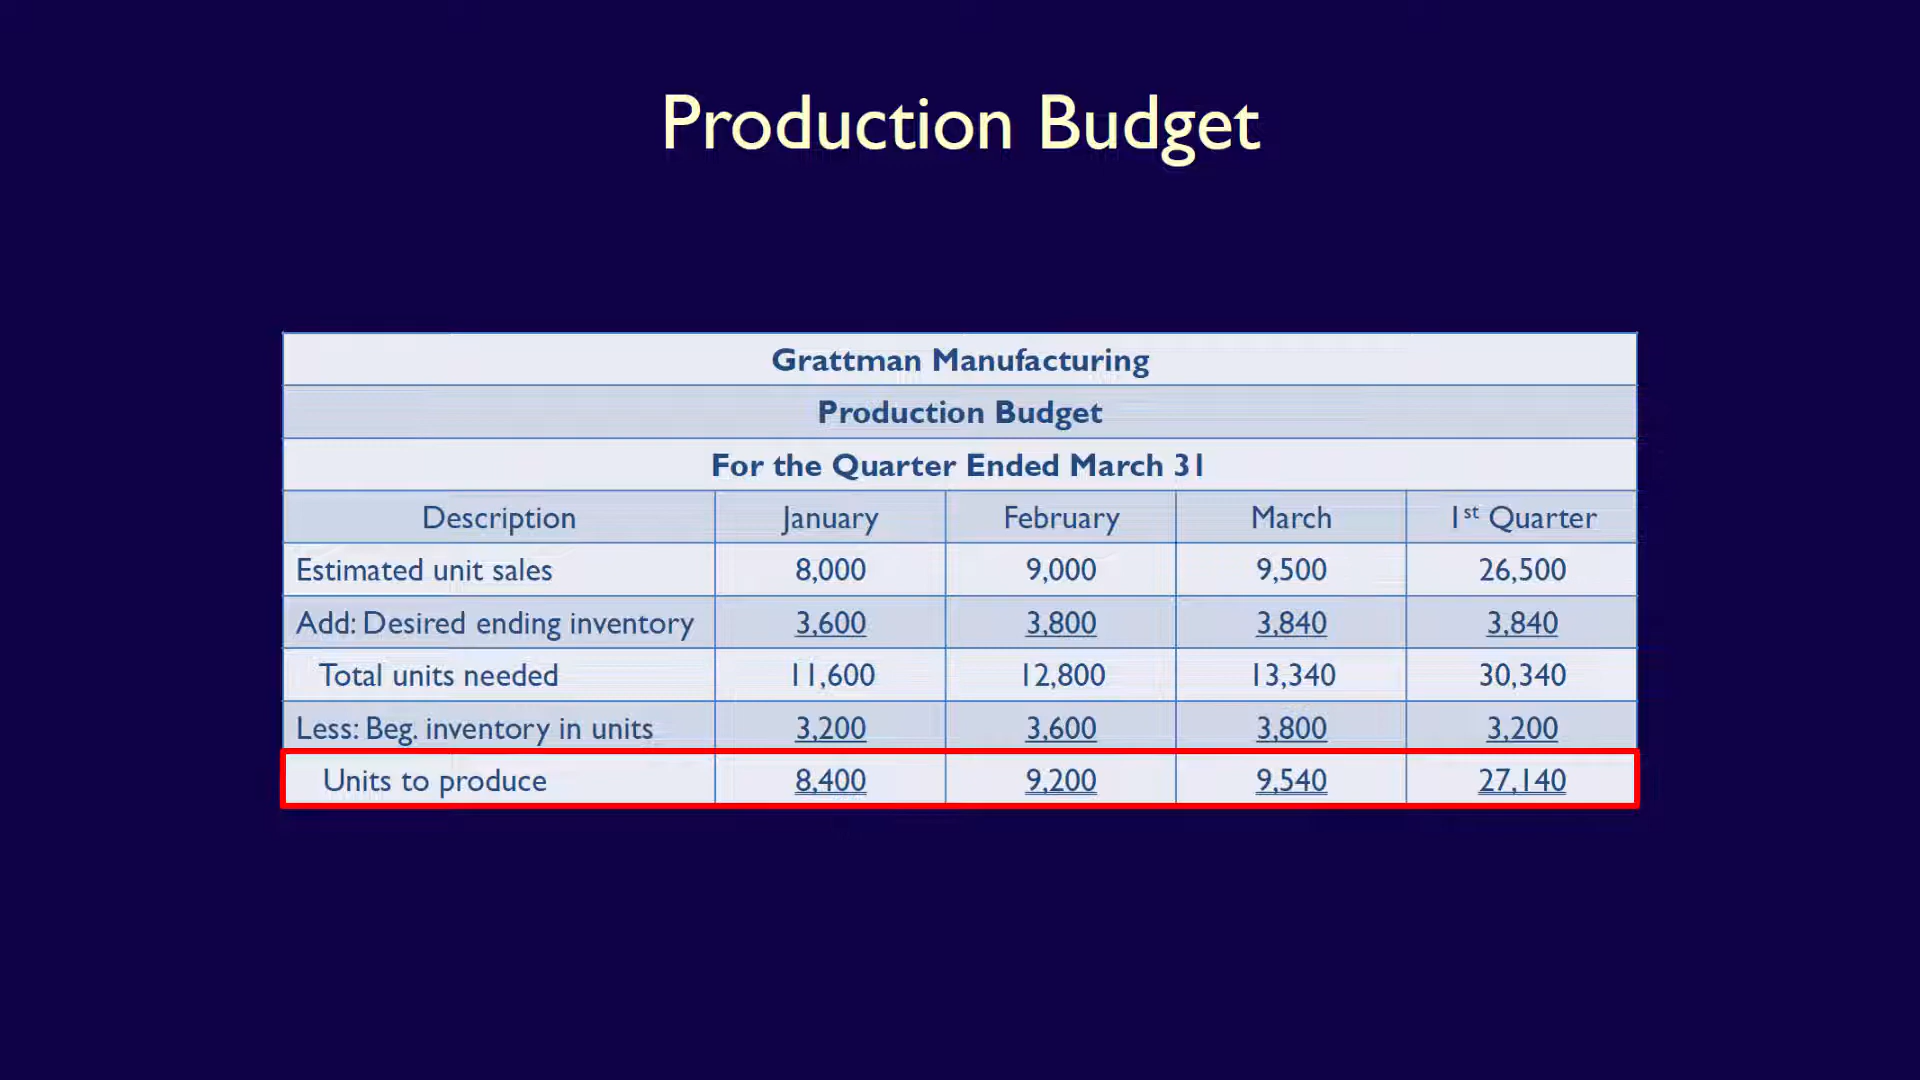 Production Budget
Grattman Manufacturing
Production Budget
For the Quarter Ended March 31
Description January February March 1st Quarter
Estimated unit sales 8,000 9,000 9,500 26,500
Add: Desired ending inventory 3,600 3,800 3,840 3,840
Total units needed 11,600 12,800 13,340 30,340
Less: Beg. inventory in units 3,200 3,600 3,800 3,200
Units to produce 8,400 9,200 9,540 27,140